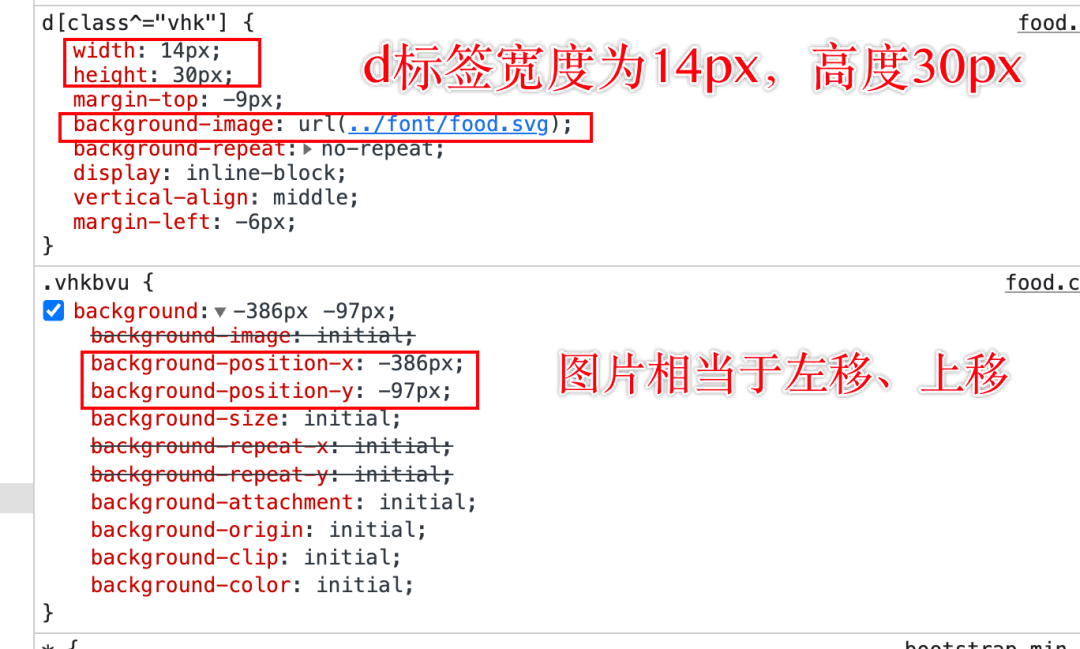 d[class^="vhk"] {
food.
width: 14px;
height: 30px;
d标签宽度为14px，高度30px
margin-top: -9px;
background-image: url(../font/food.svg);
background-repeat: ▶ no-repeat;
display: inline-block;
vertical-align: middle;
margin-left: -6px;
}
.vhkbvu {
food.c
background: ▼ -386px -97px;
background-image: initial;
background-position-x: -386px;
background-position-y: -97px;
图片相当于左移、上移
background-size: initial;
background-repeat-x: initial;
background-repeat-y: initial;
background-attachment: initial;
background-origin: initial;
background-clip: initial;
background-color: initial;
}
* {
bootstrap.min.